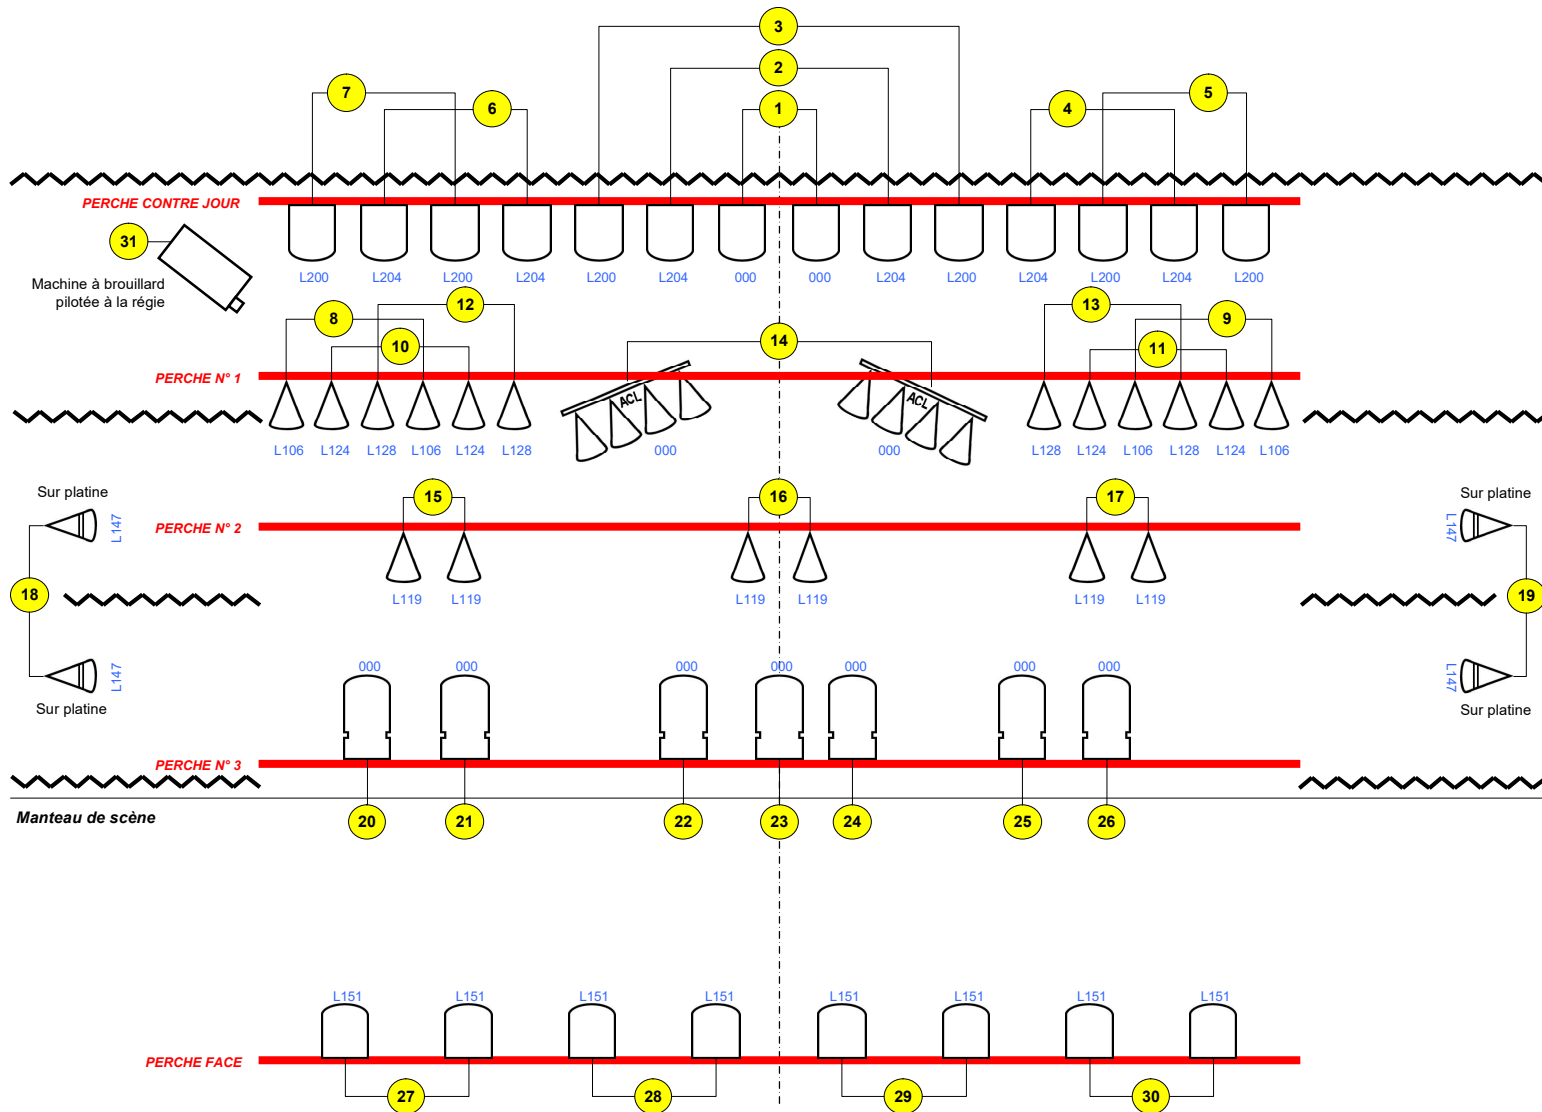 3
2
7
5
6
1
4
PERCHE CONTRE JOUR
31
L200 L204 L200 L204 L200 L204 000 000 L204 L200 L204 L200 L204 L200
Machine à brouillard
pilotée à la régie
12
13
8
9
14
10
11
PERCHE N° 1
ACL
ACL
L106 L124 L128 L106 L124 L128 000 000 L128 L124 L106 L128 L124 L106
Sur platine
Sur platine
15
16
17
L147
PERCHE N° 2
L147
18
L119 L119 L119 L119 L119 L119
19
000 000 000 000 000 000 000
L147
L147
Sur platine
Sur platine
PERCHE N° 3
Manteau de scène
20 21 22 23 24 25 26
L151 L151 L151 L151 L151 L151 L151 L151
PERCHE FACE
27 28 29 30